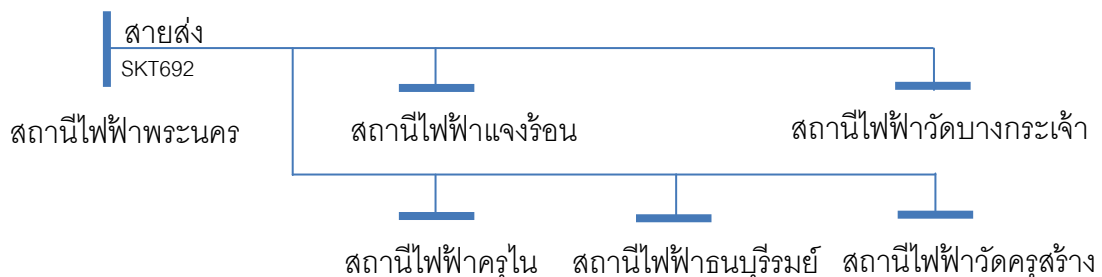 สายส่ง
SKT692
สถานีไฟฟ้าพระนคร
สถานีไฟฟ้าแจงร้อน
สถานีไฟฟ้าวัดบางกระเจ้า
สถานีไฟฟ้าครุใน
สถานีไฟฟ้าธนบุรีรมย์
สถานีไฟฟ้าวัดครุสร้าง